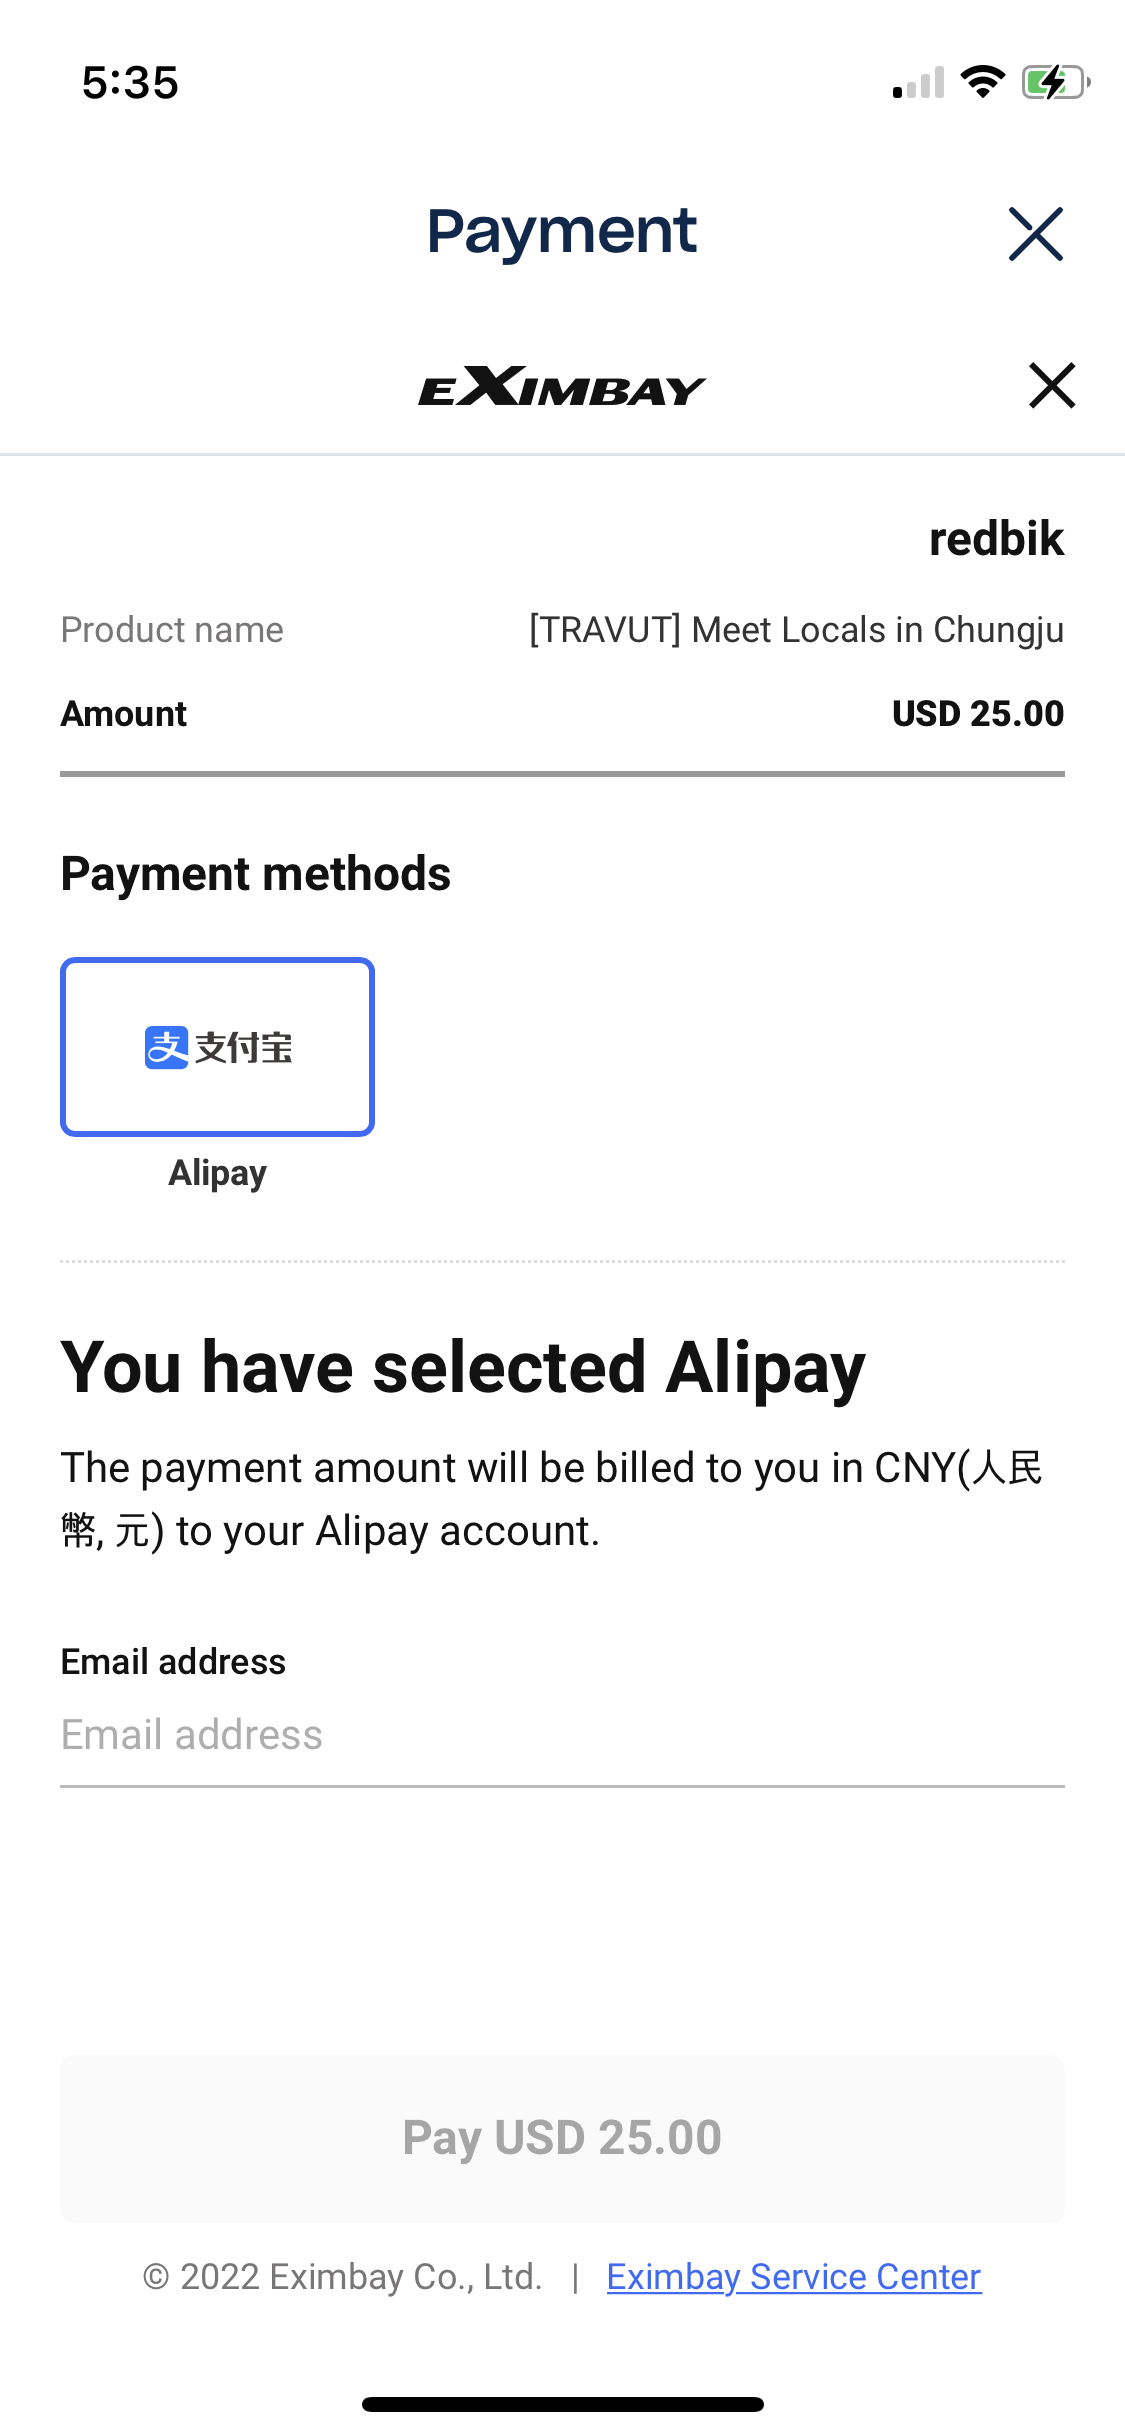 5:35
Payment
EXIMBAY
redbik
Product name [TRAVUT] Meet Locals in Chungju
Amount USD 25.00
Payment methods
支 支付宝
Alipay
You have selected Alipay
The payment amount will be billed to you in CNY(人民
幣, 元) to your Alipay account.
Email address
Email address
Pay USD 25.00
© 2022 Eximbay Co., Ltd. | Eximbay Service Center